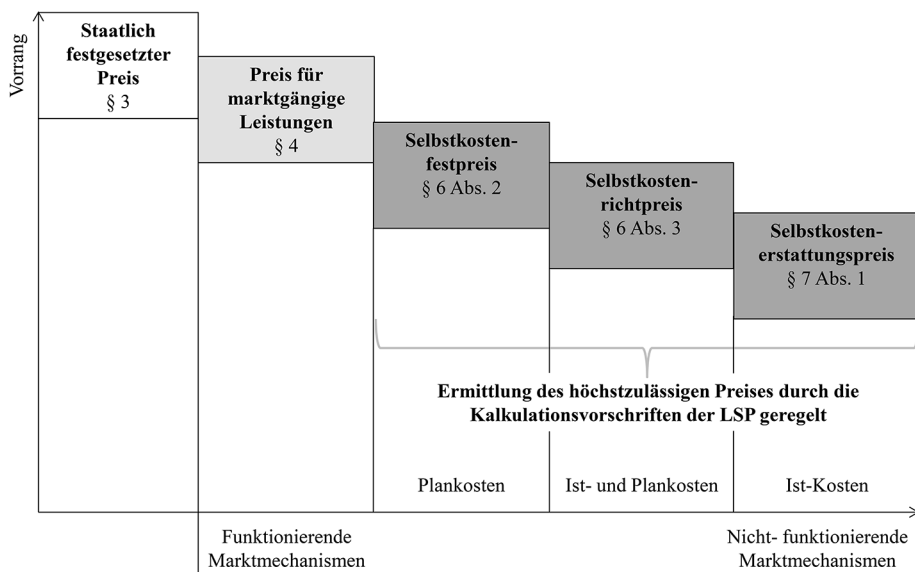 Vorrang
Staatlich
festgesetzter
Preis
§ 3
Preis für
marktgängige
Leistungen
§ 4
Selbstkosten-
festpreis
§ 6 Abs. 2
Selbstkosten-
richtpreis
§ 6 Abs. 3
Selbstkosten-
erstattungspreis
§ 7 Abs. 1
Ermittlung des höchstzulässigen Preises durch die
Kalkulationsvorschriften der LSP geregelt
Plankosten
Ist- und Plankosten
Ist-Kosten
Funktionierende
Marktmechanismen
Nicht- funktionierende
Marktmechanismen